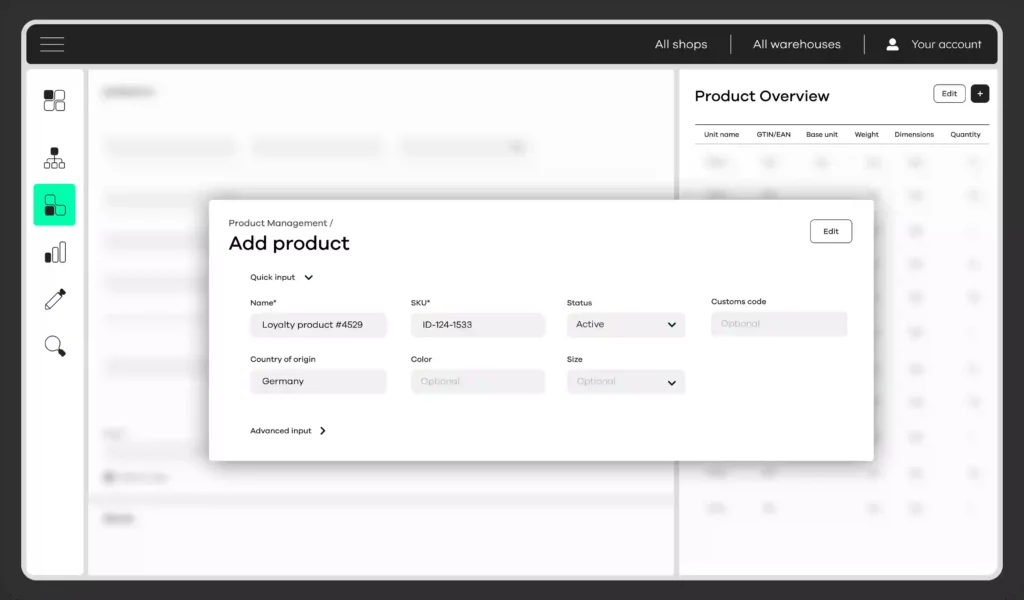 All shops
All warehouses
Your account
Product Overview
Edit
+
Unit name GTIN/EAN Base unit Weight Dimensions Quantity
Product Management /
Add product
Edit
Quick input
Name* SKU* Status Customs code
Loyalty product #4529 ID-124-1533 Active Optional
Country of origin Color Size
Germany Optional Optional
Advanced input